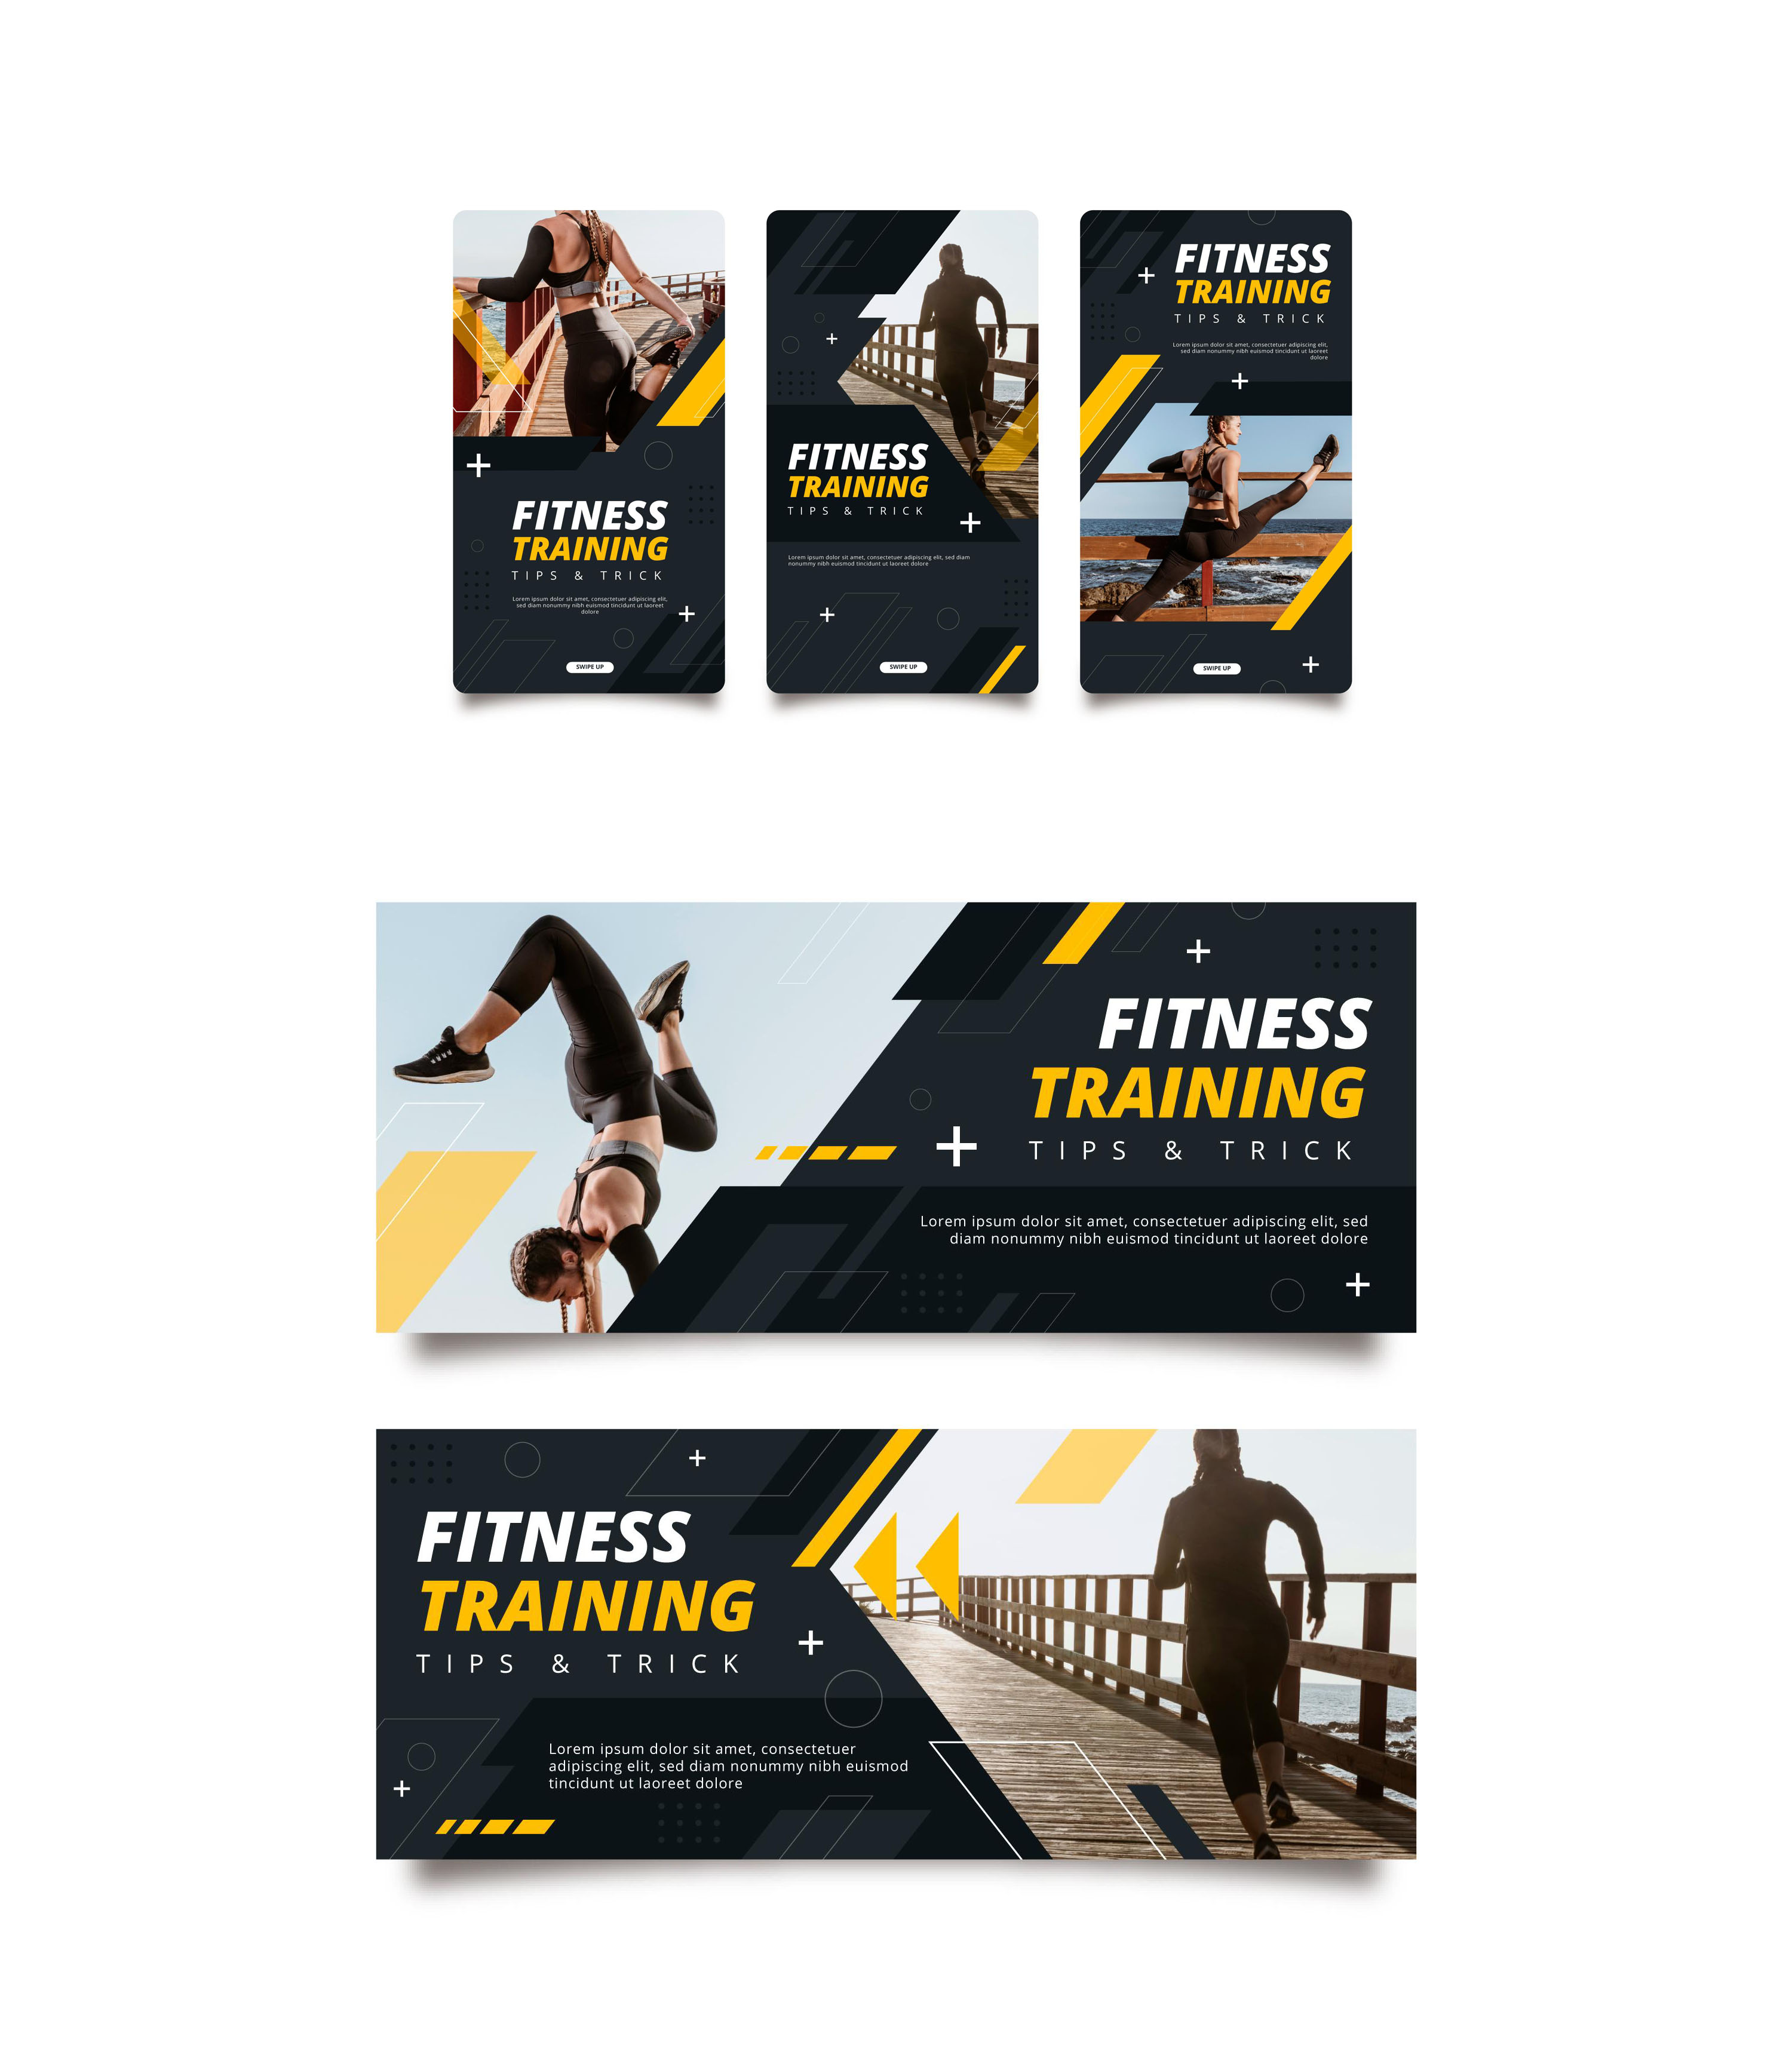 FITNESS
TRAINING
TIPS & TRICK
Lorem ipsum dolor sit amet, consectetuer adipiscing elit,
sed diam nonummy nibh euismod tincidunt ut laoreet
dolore
SWIPE UP
FITNESS
TRAINING
TIPS & TRICK
Lorem ipsum dolor sit amet, consectetuer adipiscing elit, sed diam
nonummy nibh euismod tincidunt ut laoreet dolore
SWIPE UP
FITNESS
TRAINING
TIPS & TRICK
Lorem ipsum dolor sit amet, consectetuer adipiscing elit,
sed diam nonummy nibh euismod tincidunt ut laoreet
dolore
SWIPE UP
FITNESS
TRAINING
TIPS & TRICK
Lorem ipsum dolor sit amet, consectetuer adipiscing elit, sed
diam nonummy nibh euismod tincidunt ut laoreet dolore
FITNESS
TRAINING
TIPS & TRICK
Lorem ipsum dolor sit amet, consectetuer
adipiscing elit, sed diam nonummy nibh euismod
tincidunt ut laoreet dolore